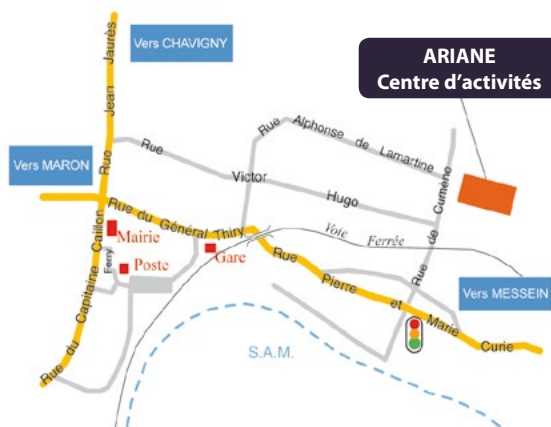 Vers CHAVIGNY
ARIANE
Centre d'activités
Rue Jean Jaurès
Rue Alphonse de Lamartine
Rue Victor Hugo
Vers MARON
Rue de Cumène
Rue du Général Thiry
Mairie
Ferry
Poste
Gare
Voie Ferrée
Rue du Capitaine Caillon
Rue Pierre et Marie Curie
Vers MESSEIN
S.A.M.